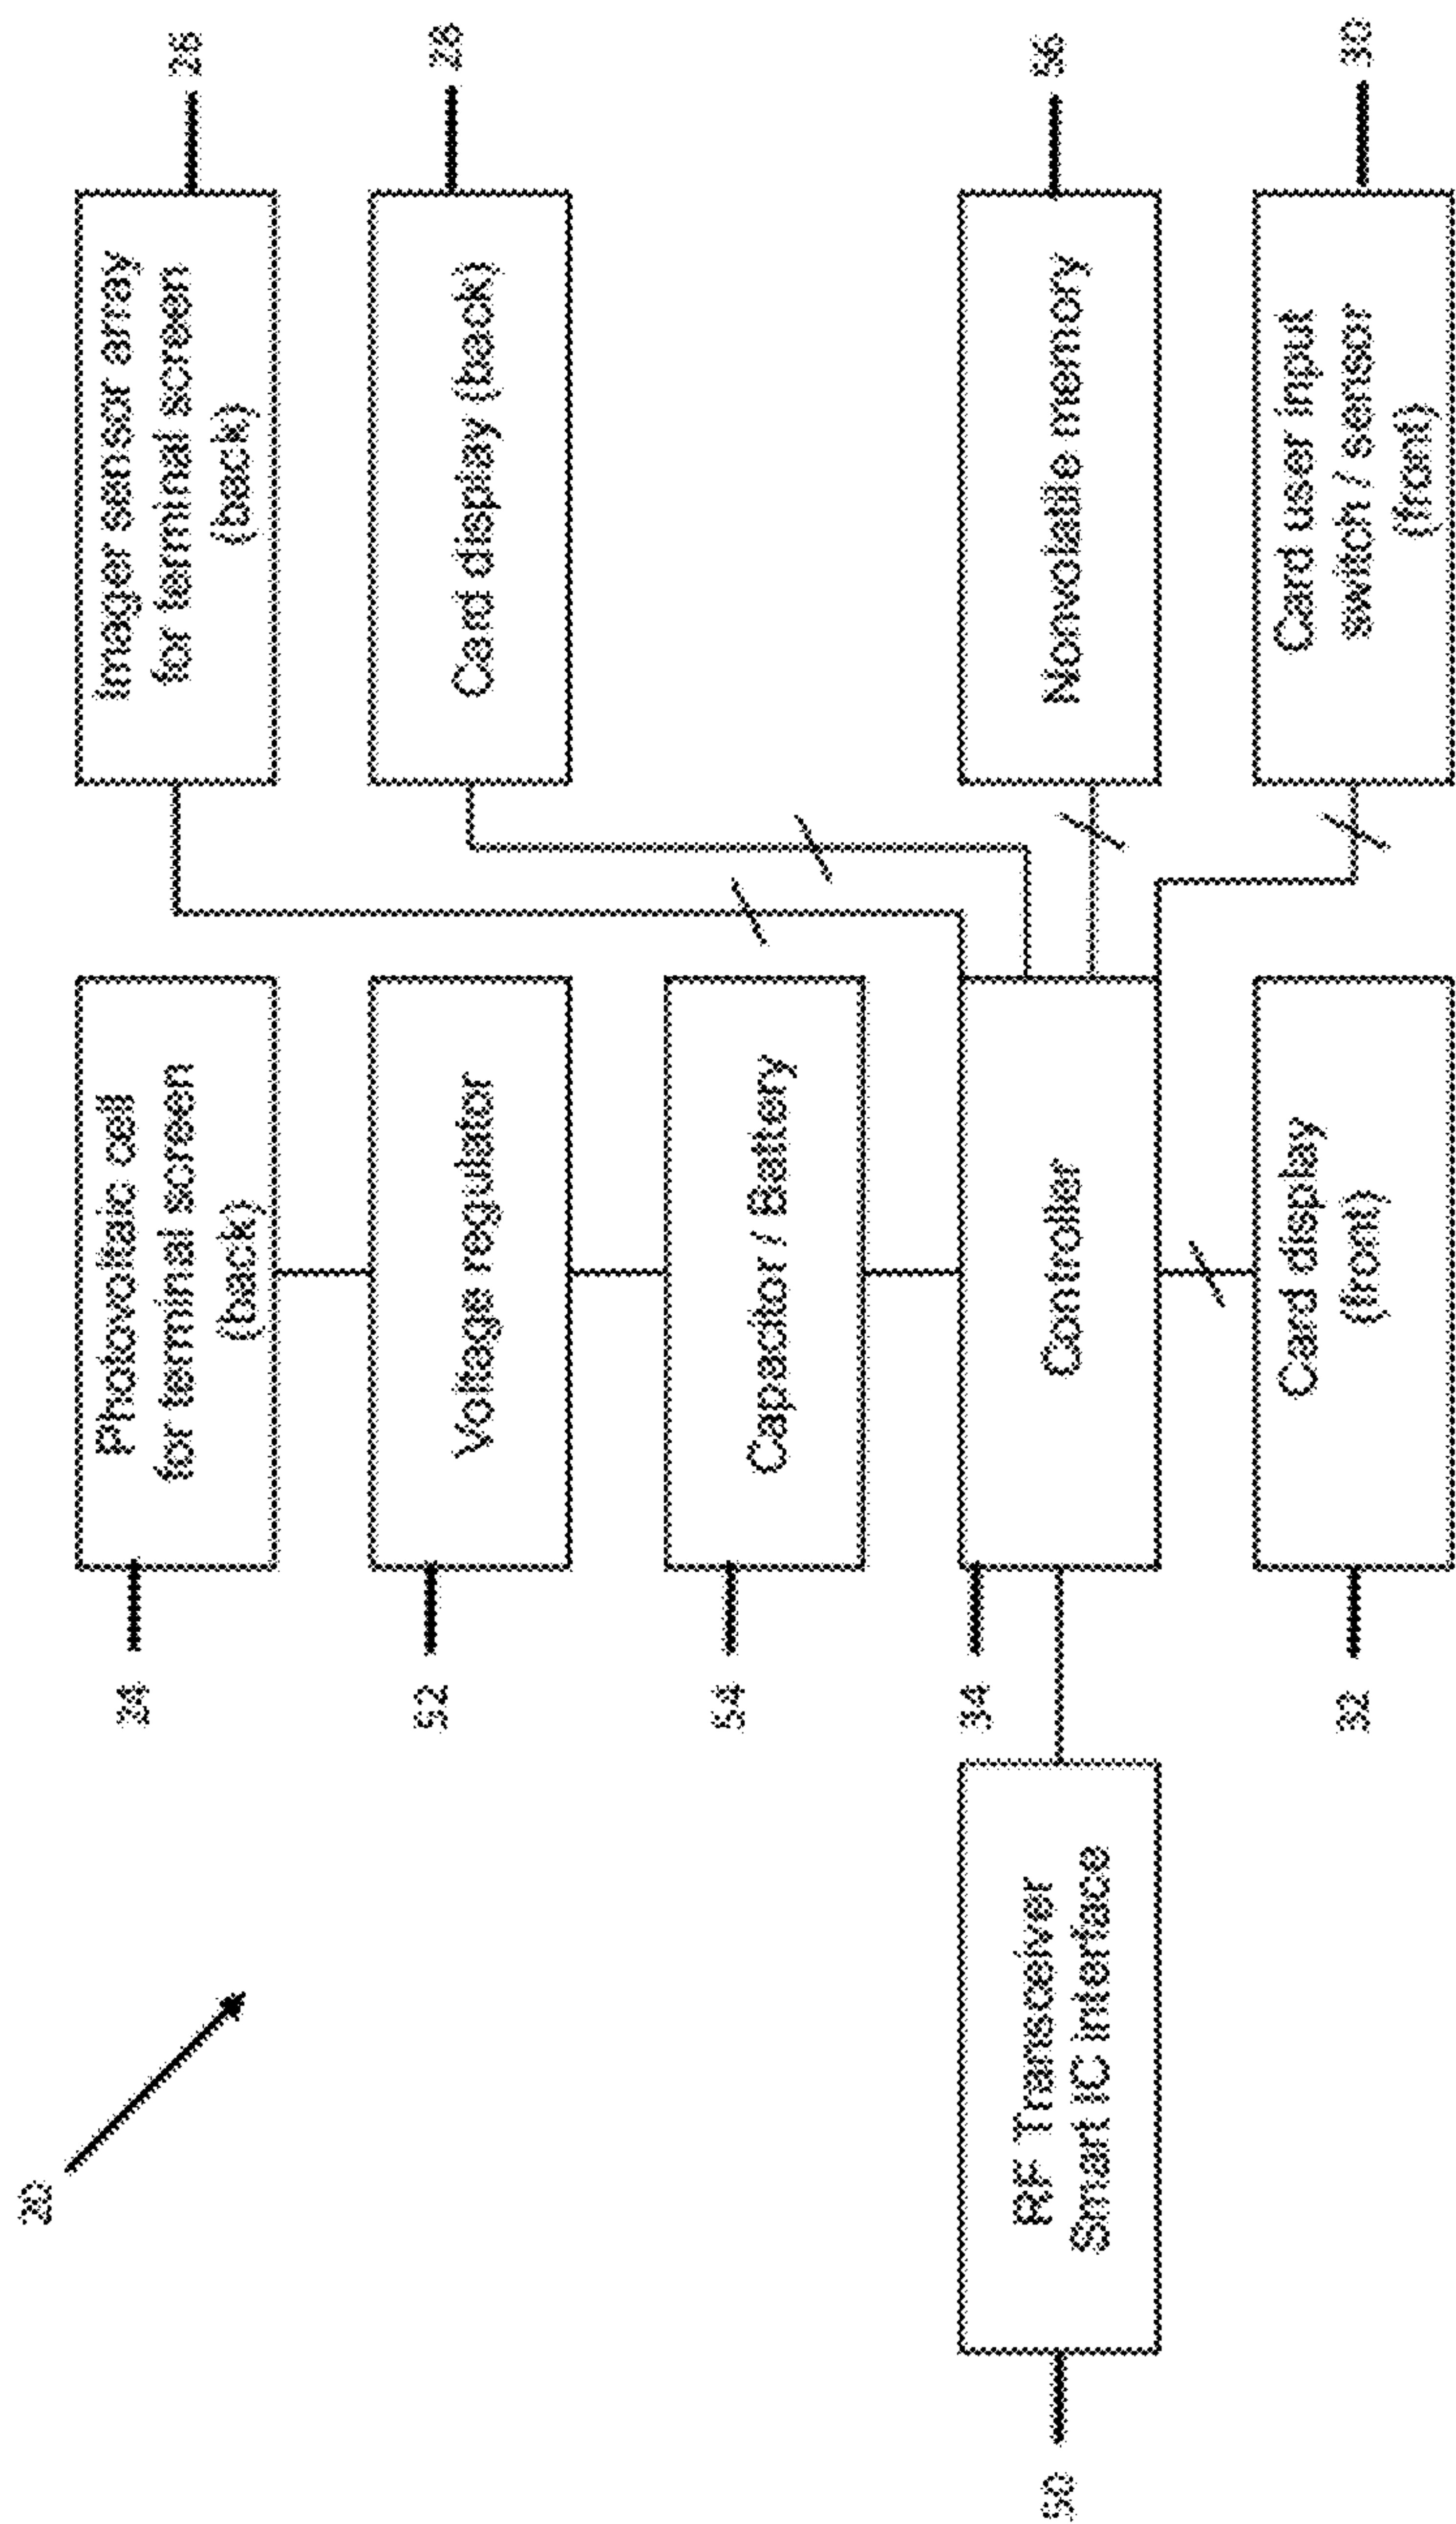 20
24
Photovoltaic cell
for terminal screen
(back)
Imager sensor array
for terminal screen
(back)
26
52
Voltage regulator
Card display (back)
28
54
Capacitor / Battery
50
RF Transceiver
Smart IC interface
34
Controller
Nonvolatile memory
56
32
Card display
(front)
Card user input
switch / sensor
(front)
30